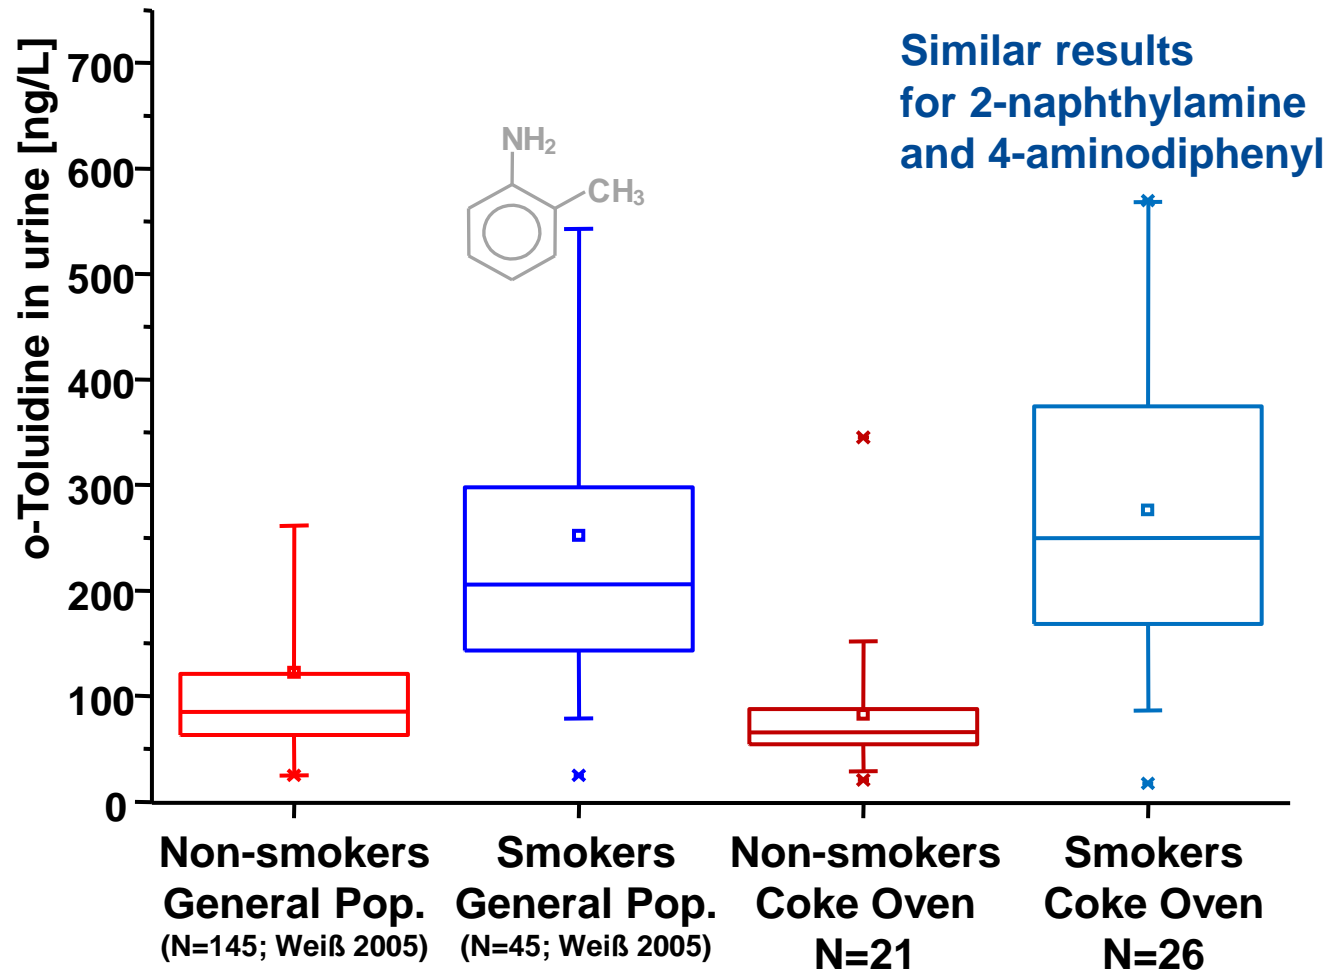 Similar results
for 2-naphthylamine
and 4-aminodiphenyl
o-Toluidine in urine [ng/L]
700
600
500
400
300
200
100
0
NH₂
CH₃
Non-smokers
General Pop.
(N=145; Weiß 2005)
Smokers
General Pop.
(N=45; Weiß 2005)
Non-smokers
Coke Oven
N=21
Smokers
Coke Oven
N=26